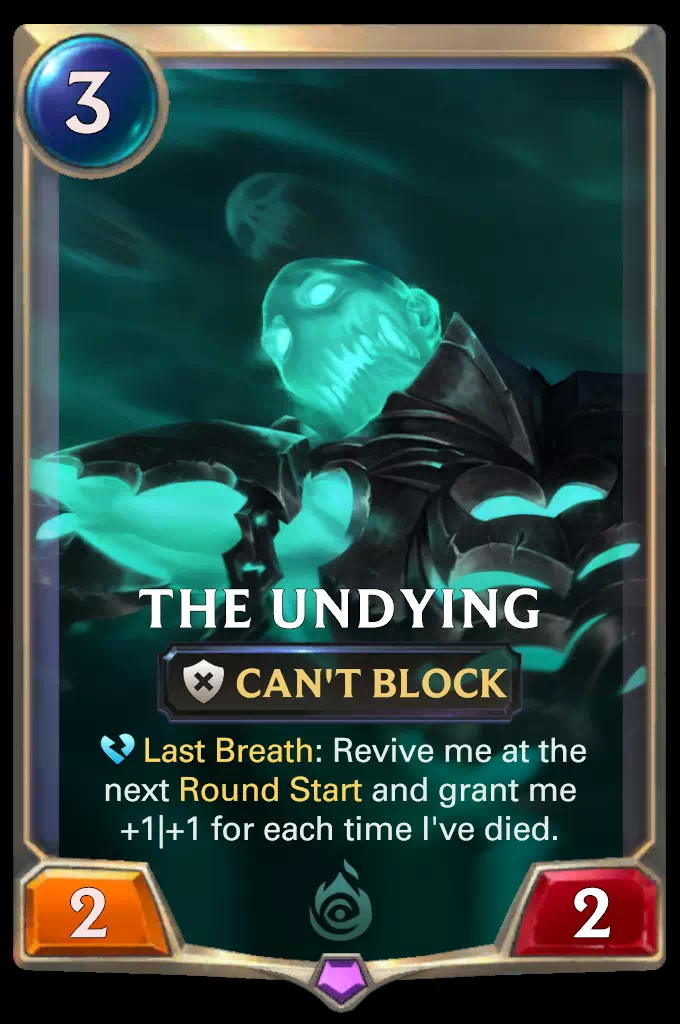 3
THE UNDYING
CAN'T BLOCK
Last Breath: Revive me at the
next Round Start and grant me
+1|+1 for each time I've died.
2
2